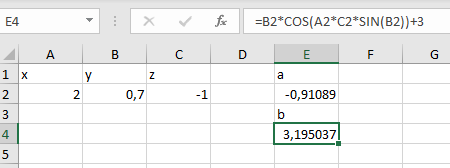 E4 =B2*COS(A2*C2*SIN(B2))+3
A B C D E F G
1 x y z a
2 2 0,7 -1 -0,91089
3 b
4 3,195037
5